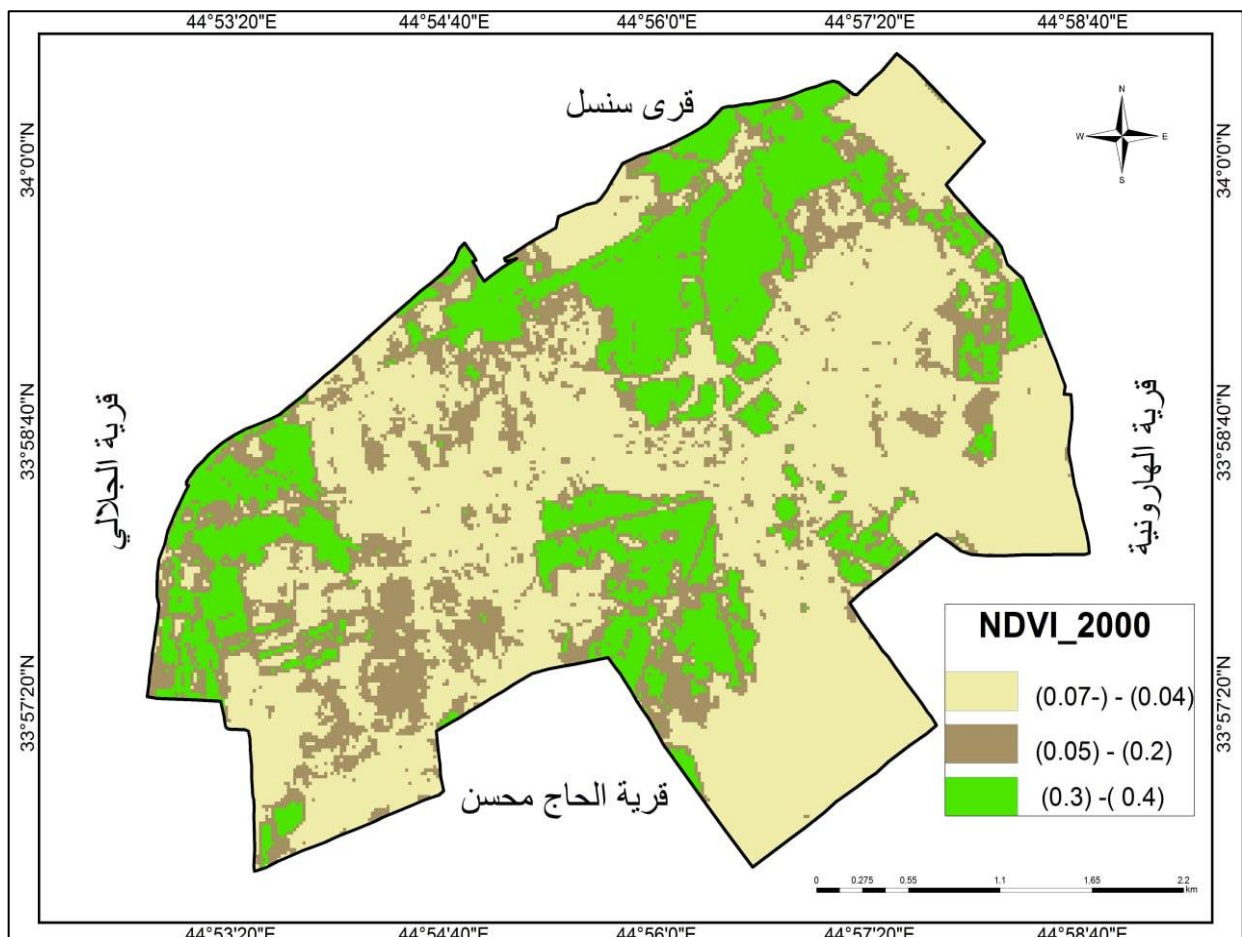 44°53'20"E 44°54'40"E 44°56'0"E 44°57'20"E 44°58'40"E
N
W E
S
قرى سنسل
34°0'0"N 34°0'0"N
33°58'40"N 33°58'40"N
قرية الجلالي
قرية الهارونية
33°57'20"N 33°57'20"N
قرية الحاج محسن
NDVI_2000
(0.07-) - (0.04)
(0.05) - (0.2)
(0.3) -( 0.4)
0 0.275 0.55 1.1 1.65 2.2
km
44°53'20"E 44°54'40"E 44°56'0"E 44°57'20"E 44°58'40"E